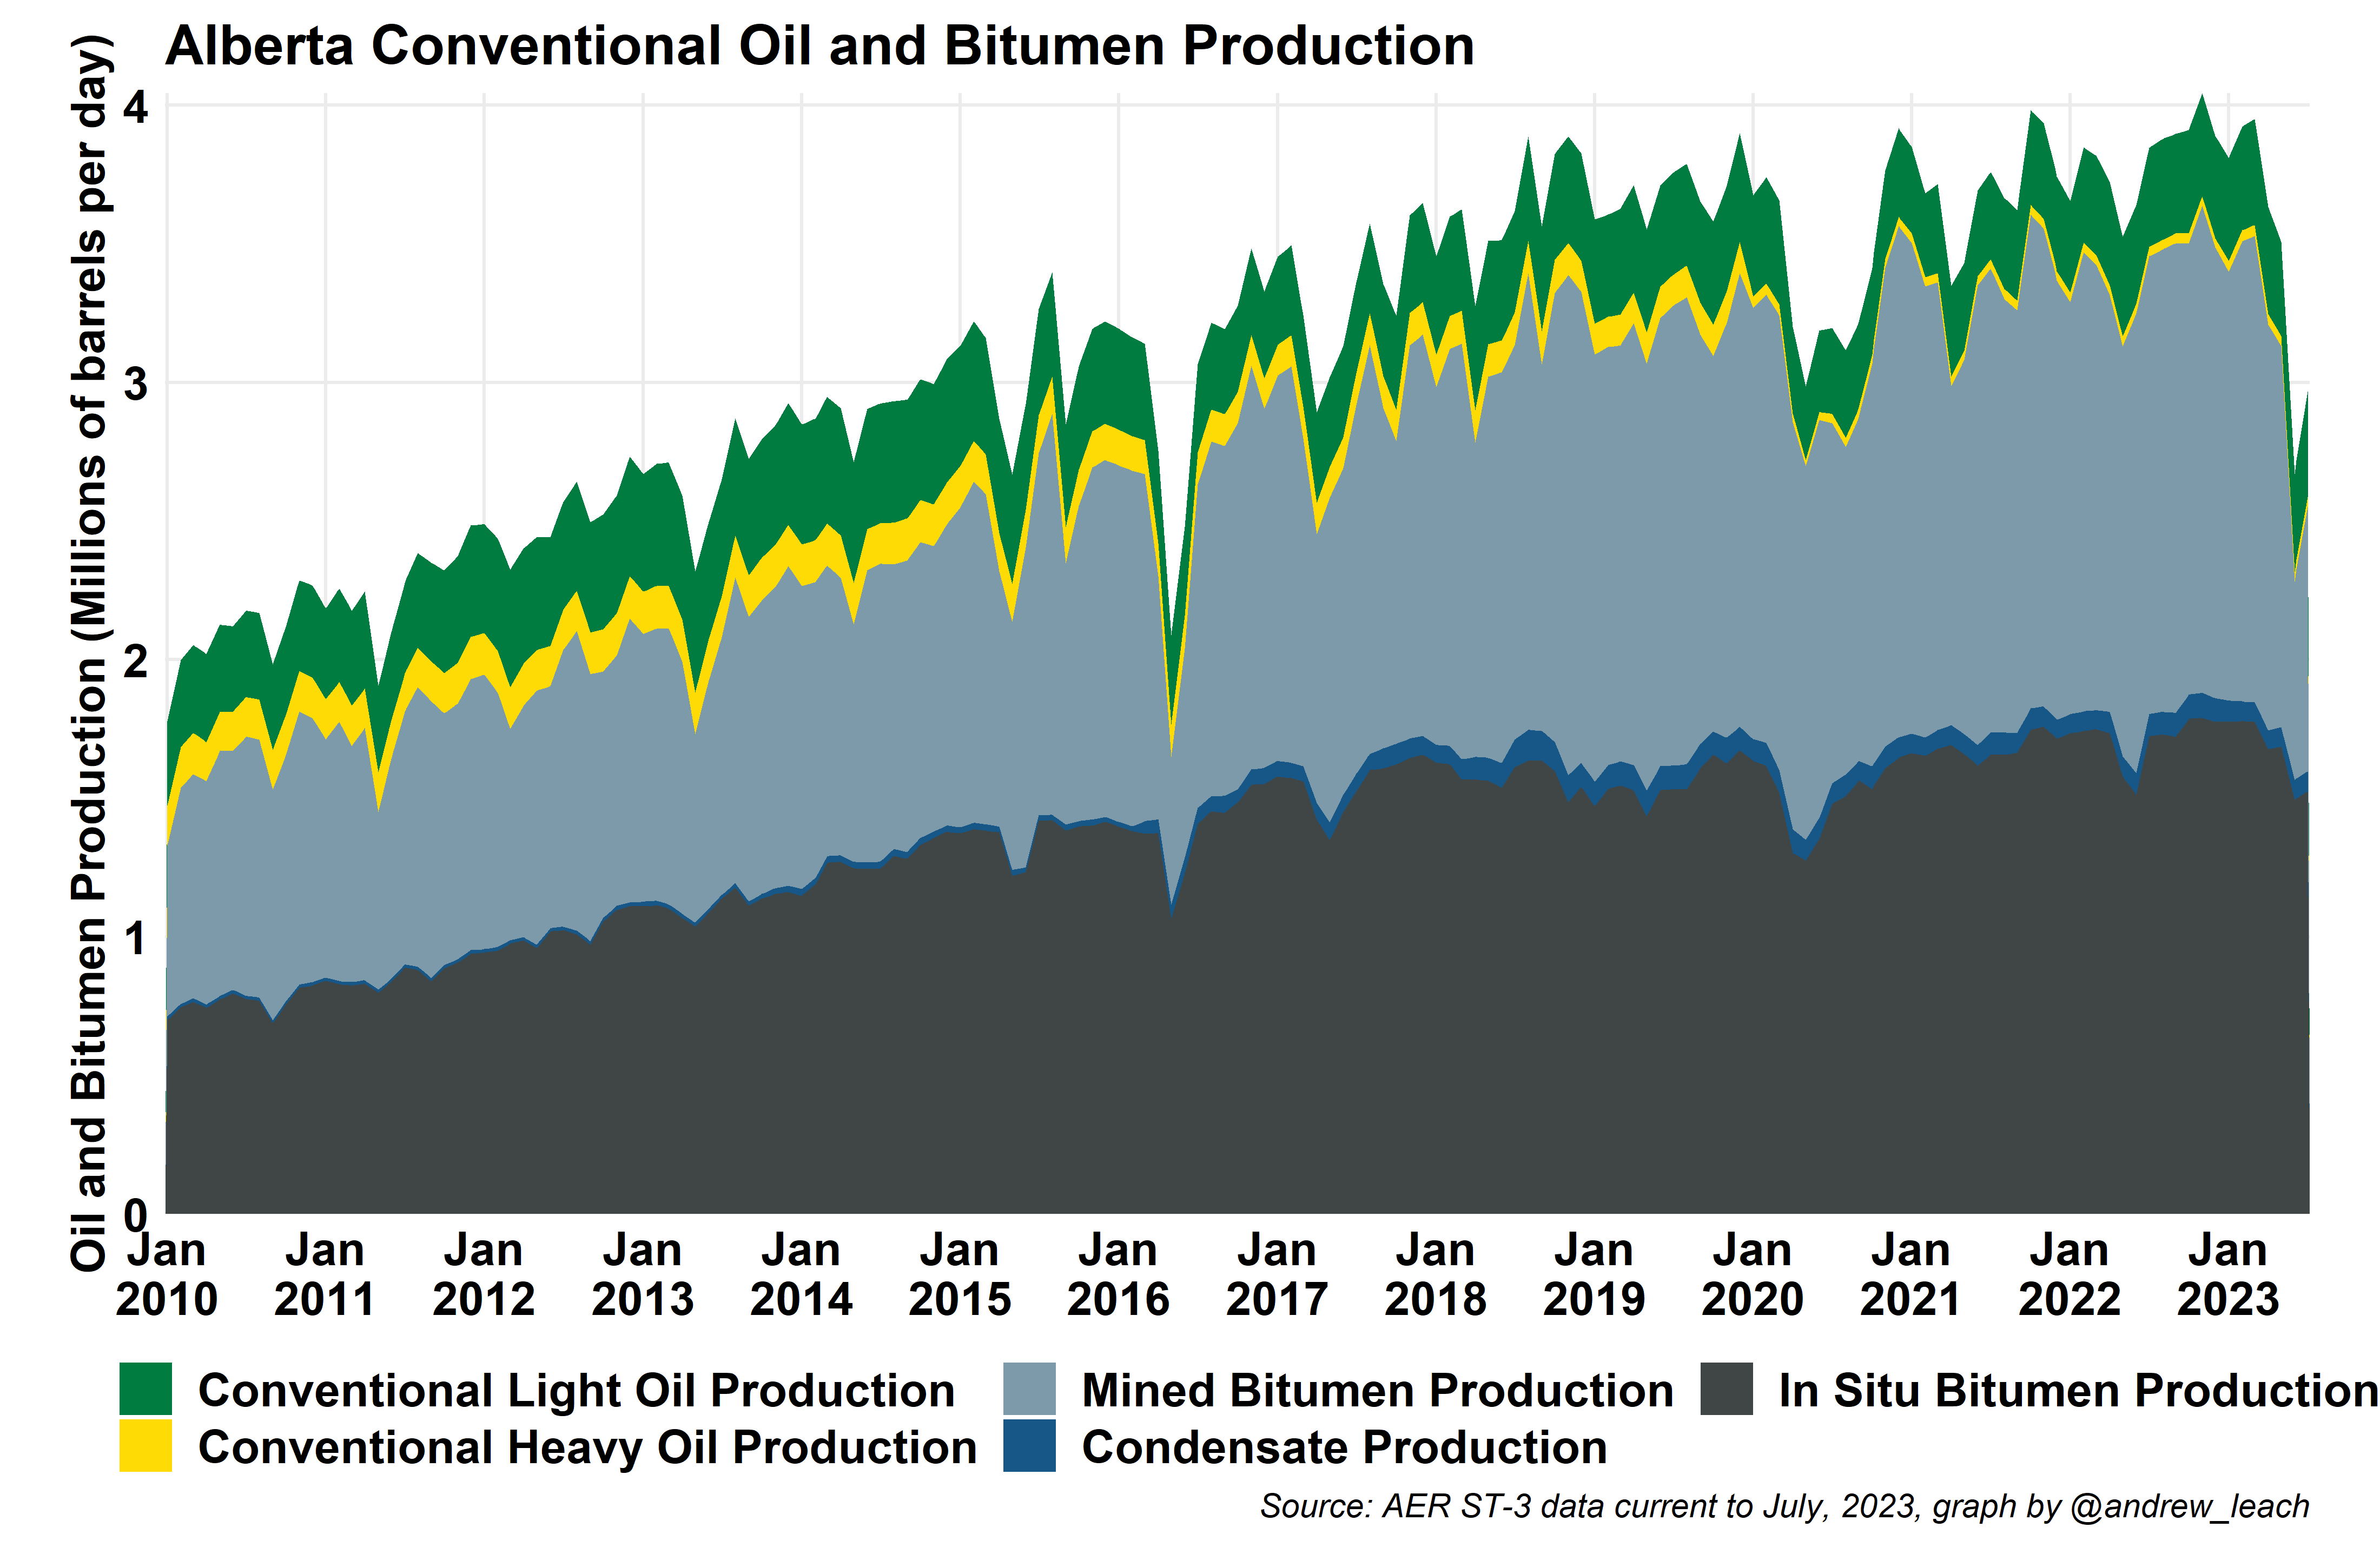 Alberta Conventional Oil and Bitumen Production
Oil and Bitumen Production (Millions of barrels per day)
4
3
2
1
0
Jan Jan Jan Jan Jan Jan Jan Jan Jan Jan Jan Jan Jan Jan
2010 2011 2012 2013 2014 2015 2016 2017 2018 2019 2020 2021 2022 2023
Conventional Light Oil Production Mined Bitumen Production In Situ Bitumen Production
Conventional Heavy Oil Production Condensate Production
Source: AER ST-3 data current to July, 2023, graph by @andrew_leach